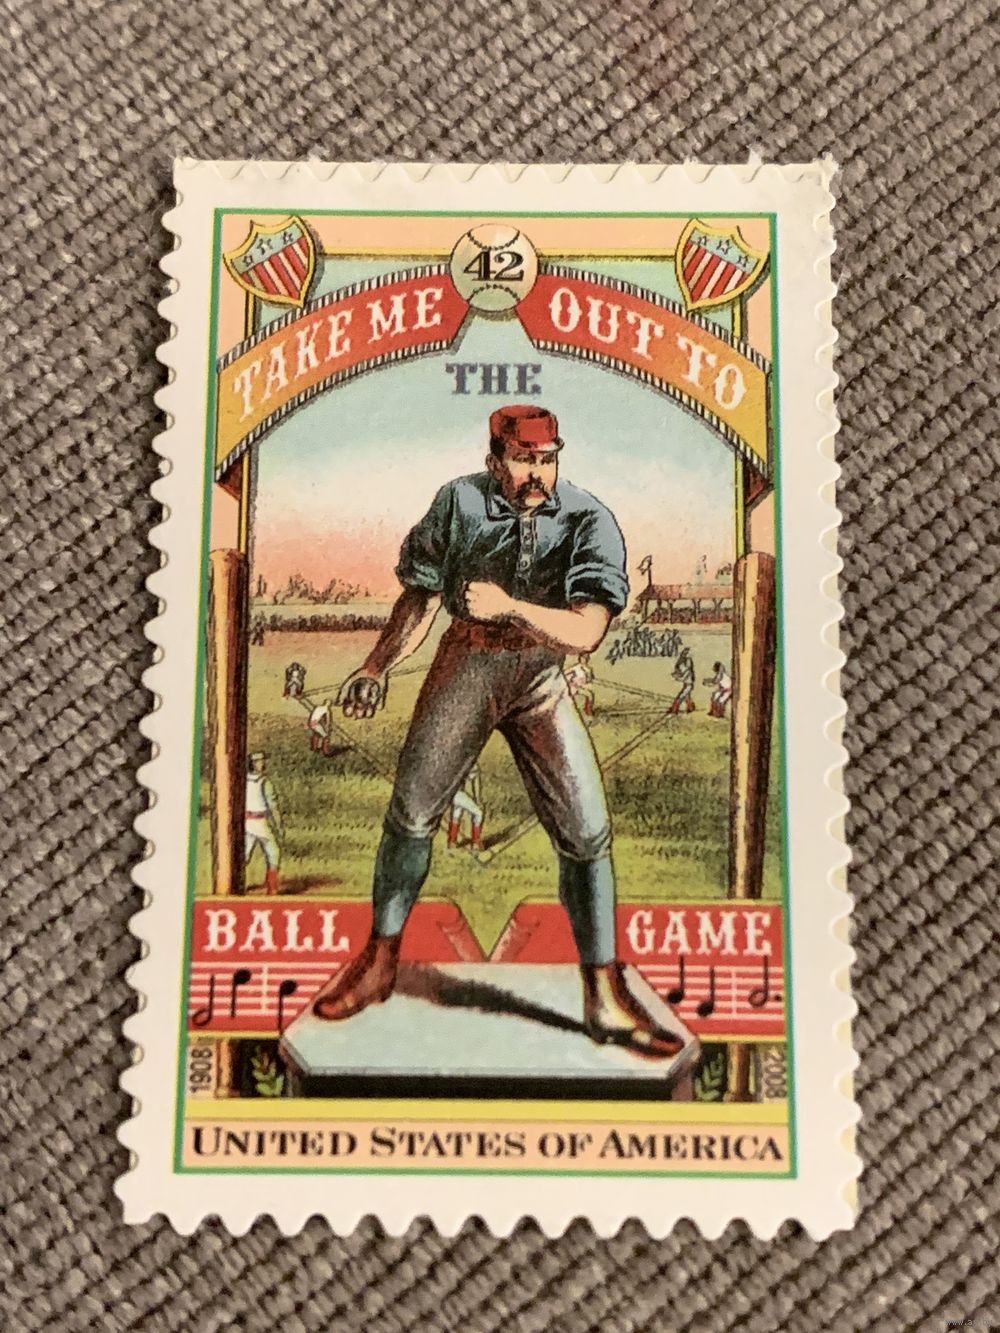 42
TAKE ME OUT TO
THE
BALL GAME
1908 2008
UNITED STATES OF AMERICA